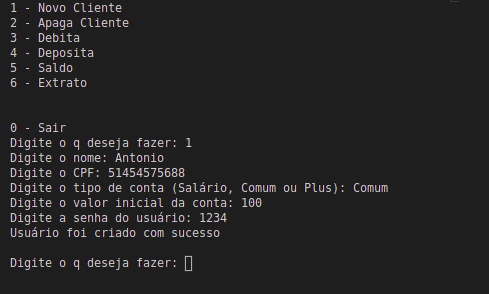 1 - Novo Cliente
2 - Apaga Cliente
3 - Debita
4 - Deposita
5 - Saldo
6 - Extrato
0 - Sair
Digite o q deseja fazer: 1
Digite o nome: Antonio
Digite o CPF: 51454575688
Digite o tipo de conta (Salário, Comum ou Plus): Comum
Digite o valor inicial da conta: 100
Digite a senha do usuário: 1234
Usuário foi criado com sucesso
Digite o q deseja fazer: